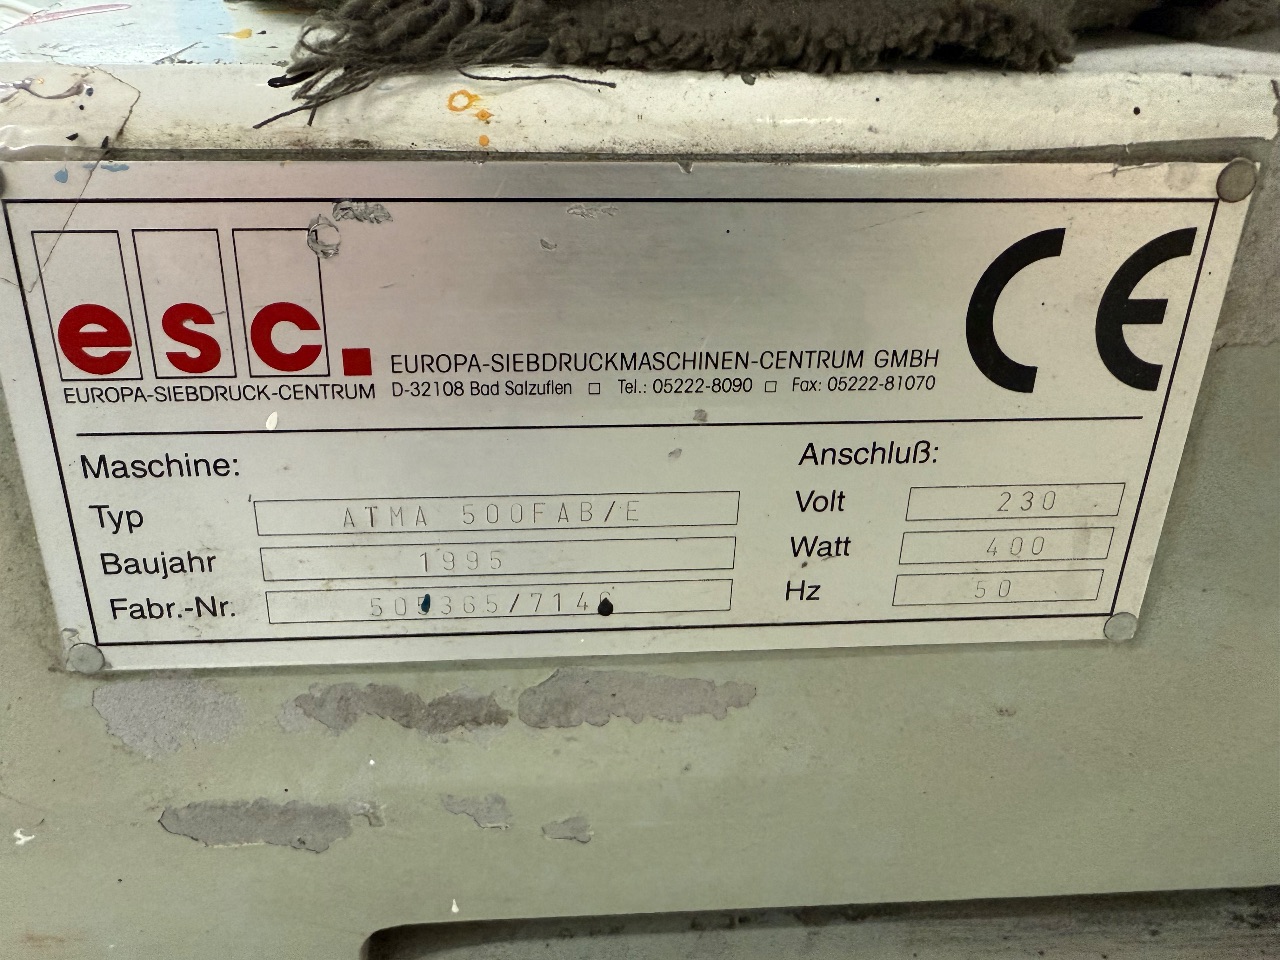 esc.
EUROPA-SIEBDRUCK-CENTRUM
EUROPA-SIEBDRUCKMASCHINEN-CENTRUM GMBH
D-32108 Bad Salzuflen □ Tel.: 05222-8090 □ Fax: 05222-81070
CE
Maschine:
Typ ATMA 500FAB/E
Baujahr 1995
Fabr.-Nr.
Anschluß:
Volt 230
Watt 400
Hz 50